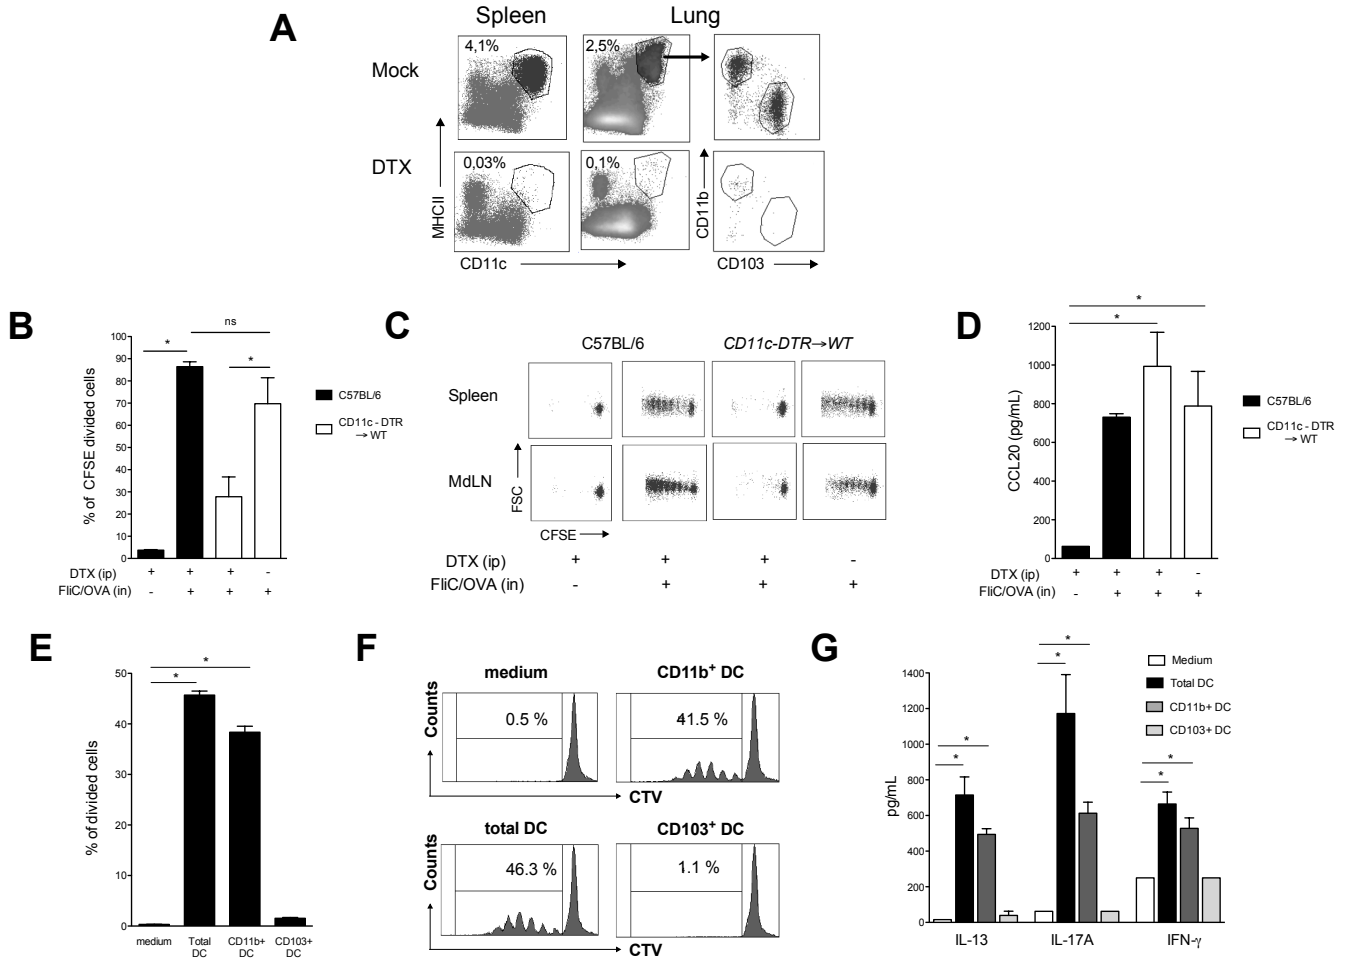 A
Spleen
Lung
Mock
4,1%
2,5%
DTX
0,03%
0,1%
MHCII
CD11b
CD11c
CD103
B
ns
*
*
% of CFSE divided cells
100
90
80
70
60
50
40
30
20
10
0
C57BL/6
CD11c - DTR
→ WT
DTX (ip) + + + -
FliC/OVA (in) - + + +
C
C57BL/6
CD11c-DTR→WT
Spleen
MdLN
FSC
CFSE
DTX (ip) + + + -
FliC/OVA (in) - + + +
D
*
*
CCL20 (pg/mL)
1200
1000
800
600
400
200
0
C57BL/6
CD11c - DTR
→ WT
DTX (ip) + + + -
FliC/OVA (in) - + + +
E
*
*
% of divided cells
50
40
30
20
10
0
medium
Total
DC
CD11b+
DC
CD103+
DC
F
medium
CD11b+ DC
Counts
0.5 %
41.5 %
CTV
total DC
CD103+ DC
Counts
46.3 %
1.1 %
CTV
G
Medium
Total DC
CD11b+ DC
CD103+ DC
*
*
*
*
*
*
pg/mL
1400
1200
1000
800
600
400
200
0
IL-13
IL-17A
IFN-γ